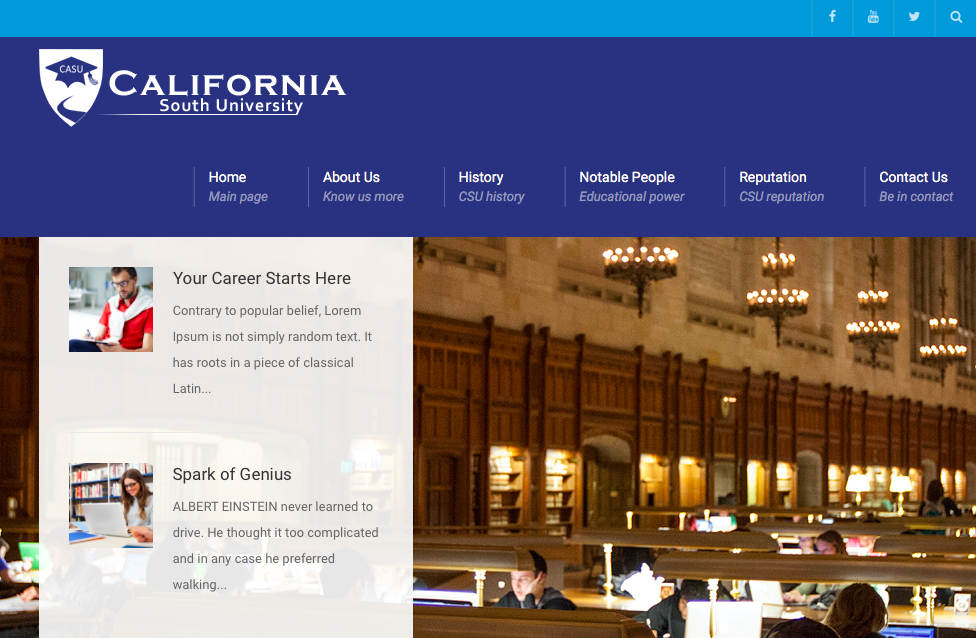 CASU
CALIFORNIA
South University
Home
Main page
About Us
Know us more
History
CSU history
Notable People
Educational power
Reputation
CSU reputation
Contact Us
Be in contact
Your Career Starts Here
Contrary to popular belief, Lorem
Ipsum is not simply random text. It
has roots in a piece of classical
Latin...
Spark of Genius
ALBERT EINSTEIN never learned to
drive. He thought it too complicated
and in any case he preferred
walking...